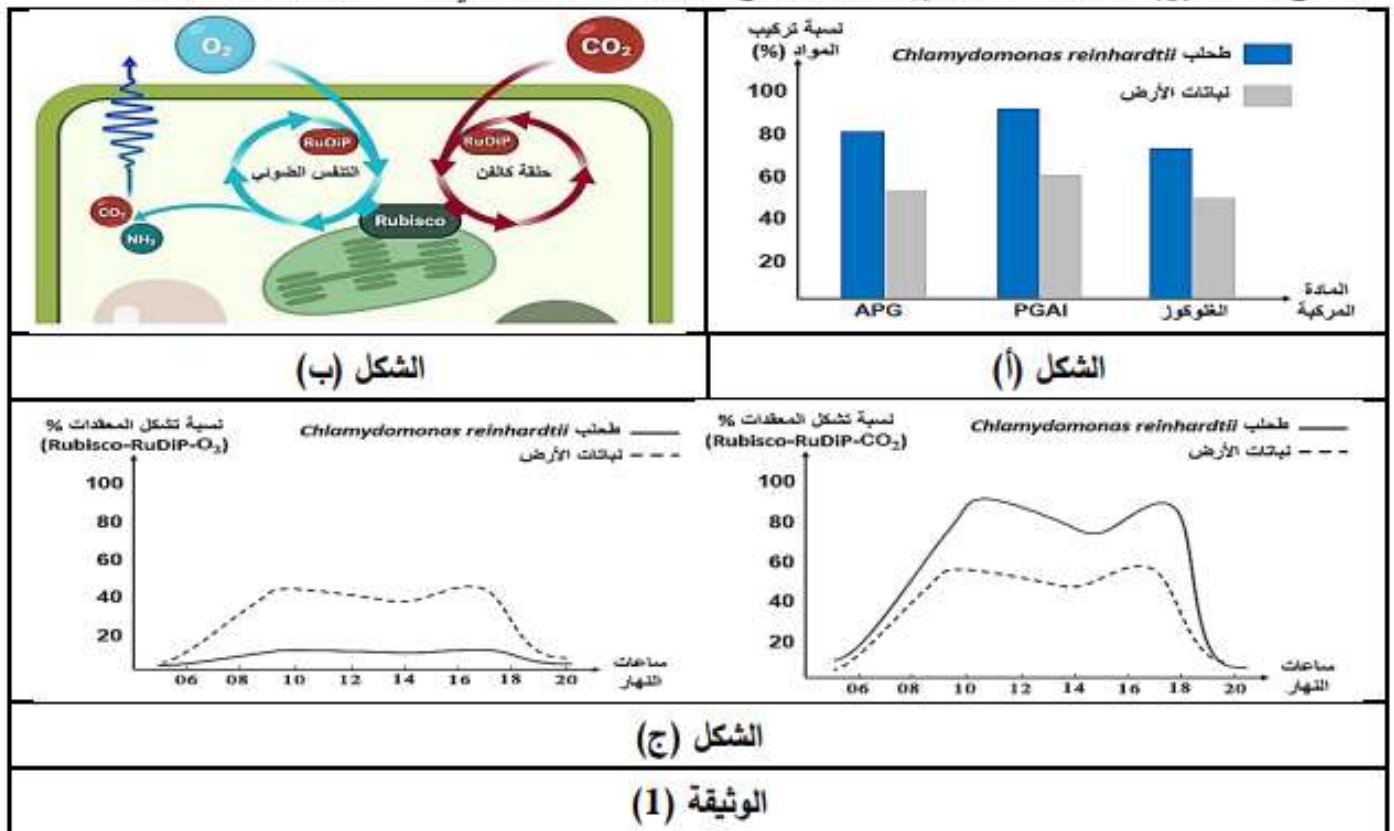 نسبة تركيب
المواد (%)
طحلب Chlamydomonas reinhardtii
نباتات الأرض
100
80
60
40
20
APG
PGAl
الغلوكوز
المادة
المركبة
O₂
CO₂
RuDiP
RuDiP
التنفس الضوئي
حلقة كالفن
Rubisco
CO₂
NH₃
الشكل (أ)
الشكل (ب)
نسبة تشكل المعقدات %
(Rubisco-RuDiP-CO₂)
طحلب Chlamydomonas reinhardtii
نباتات الأرض
100
80
60
40
20
06 08 10 12 14 16 18 20
ساعات
النهار
نسبة تشكل المعقدات %
(Rubisco-RuDiP-O₂)
طحلب Chlamydomonas reinhardtii
نباتات الأرض
100
80
60
40
20
06 08 10 12 14 16 18 20
ساعات
النهار
الشكل (ج)
الوثيقة (1)